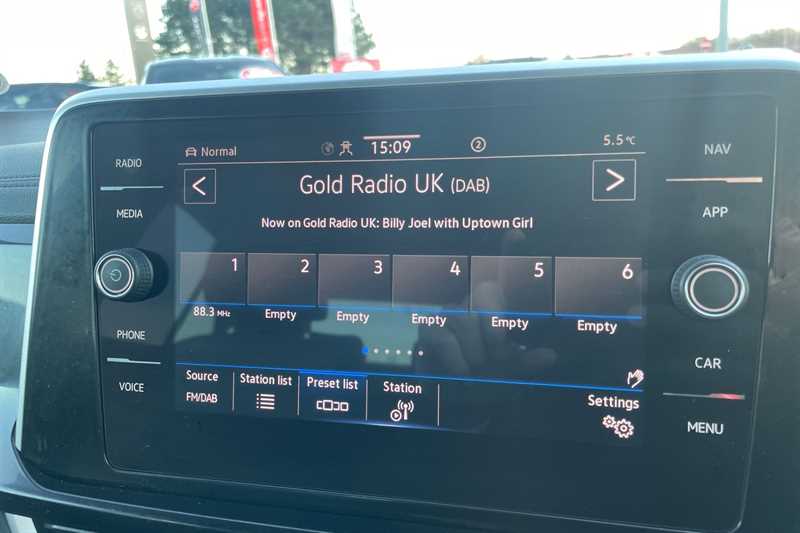 RADIO
MEDIA
PHONE
VOICE
Normal
15:09
2
5.5°C
Gold Radio UK (DAB)
Now on Gold Radio UK: Billy Joel with Uptown Girl
1 2 3 4 5 6
88.3 MHz Empty Empty Empty Empty Empty
Source
FM/DAB
Station list
Preset list
Station
Settings
NAV
APP
CAR
MENU